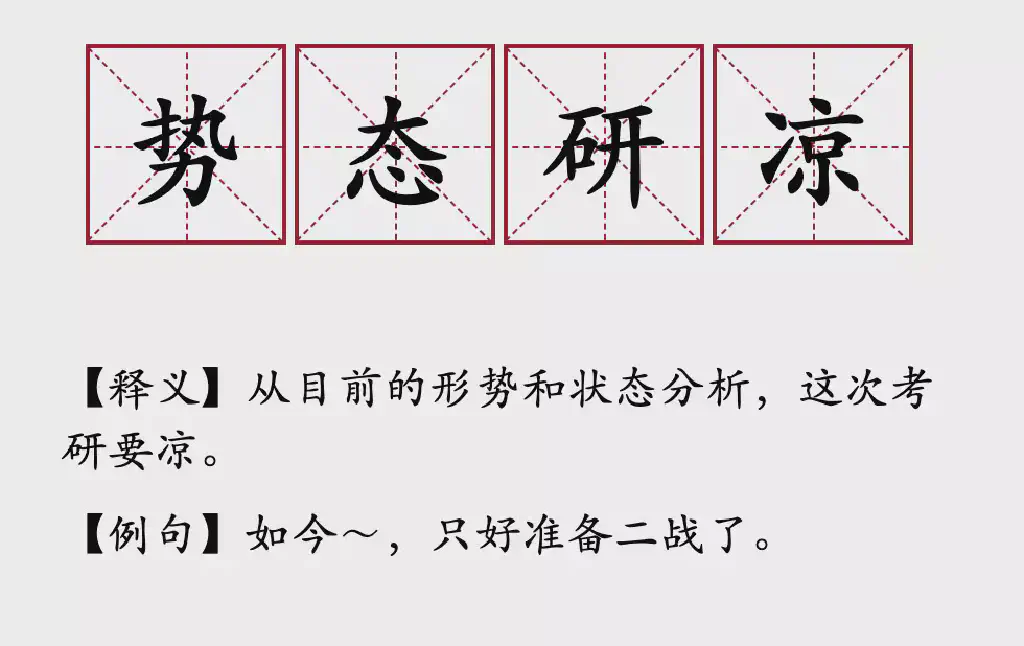 势态研凉
【释义】从目前的形势和状态分析，这次考
研要凉。
【例句】如今～，只好准备二战了。